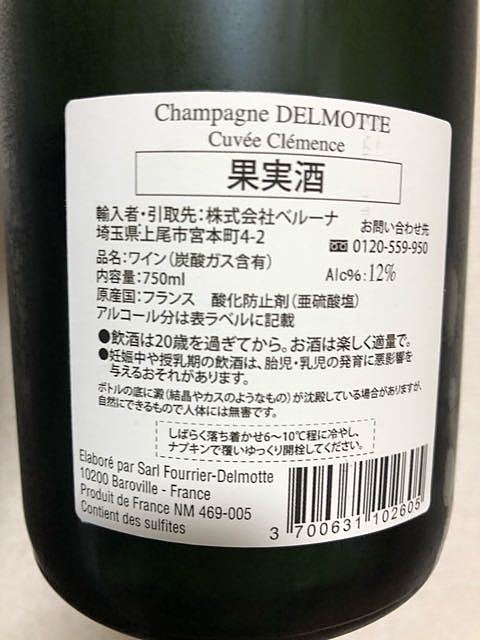 Champagne DELMOTTE
Cuvée Clémence
果実酒
輸入者・引取先：株式会社ベルーナ
埼玉県上尾市宮本町4-2
お問い合わせ先
0120-559-950
品名：ワイン（炭酸ガス含有）
内容量：750ml
Alc%：12%
原産国：フランス　酸化防止剤（亜硫酸塩）
アルコール分は表ラベルに記載
●飲酒は20歳を過ぎてから。お酒は楽しく適量で。
●妊娠中や授乳期の飲酒は、胎児・乳児の発育に悪影響を
与えるおそれがあります。
ボトルの底に澱（結晶やカスのようなもの）が沈殿している場合がありますが、
自然にできるもので人体には無害です。
しばらく落ち着かせ6～10℃程に冷やし、
ナプキンで覆いゆっくり開栓してください。
Elaboré par Sarl Fourrier-Delmotte
10200 Baroville - France
Produit de France NM 469-005
Contient des sulfites
3 700631 102605